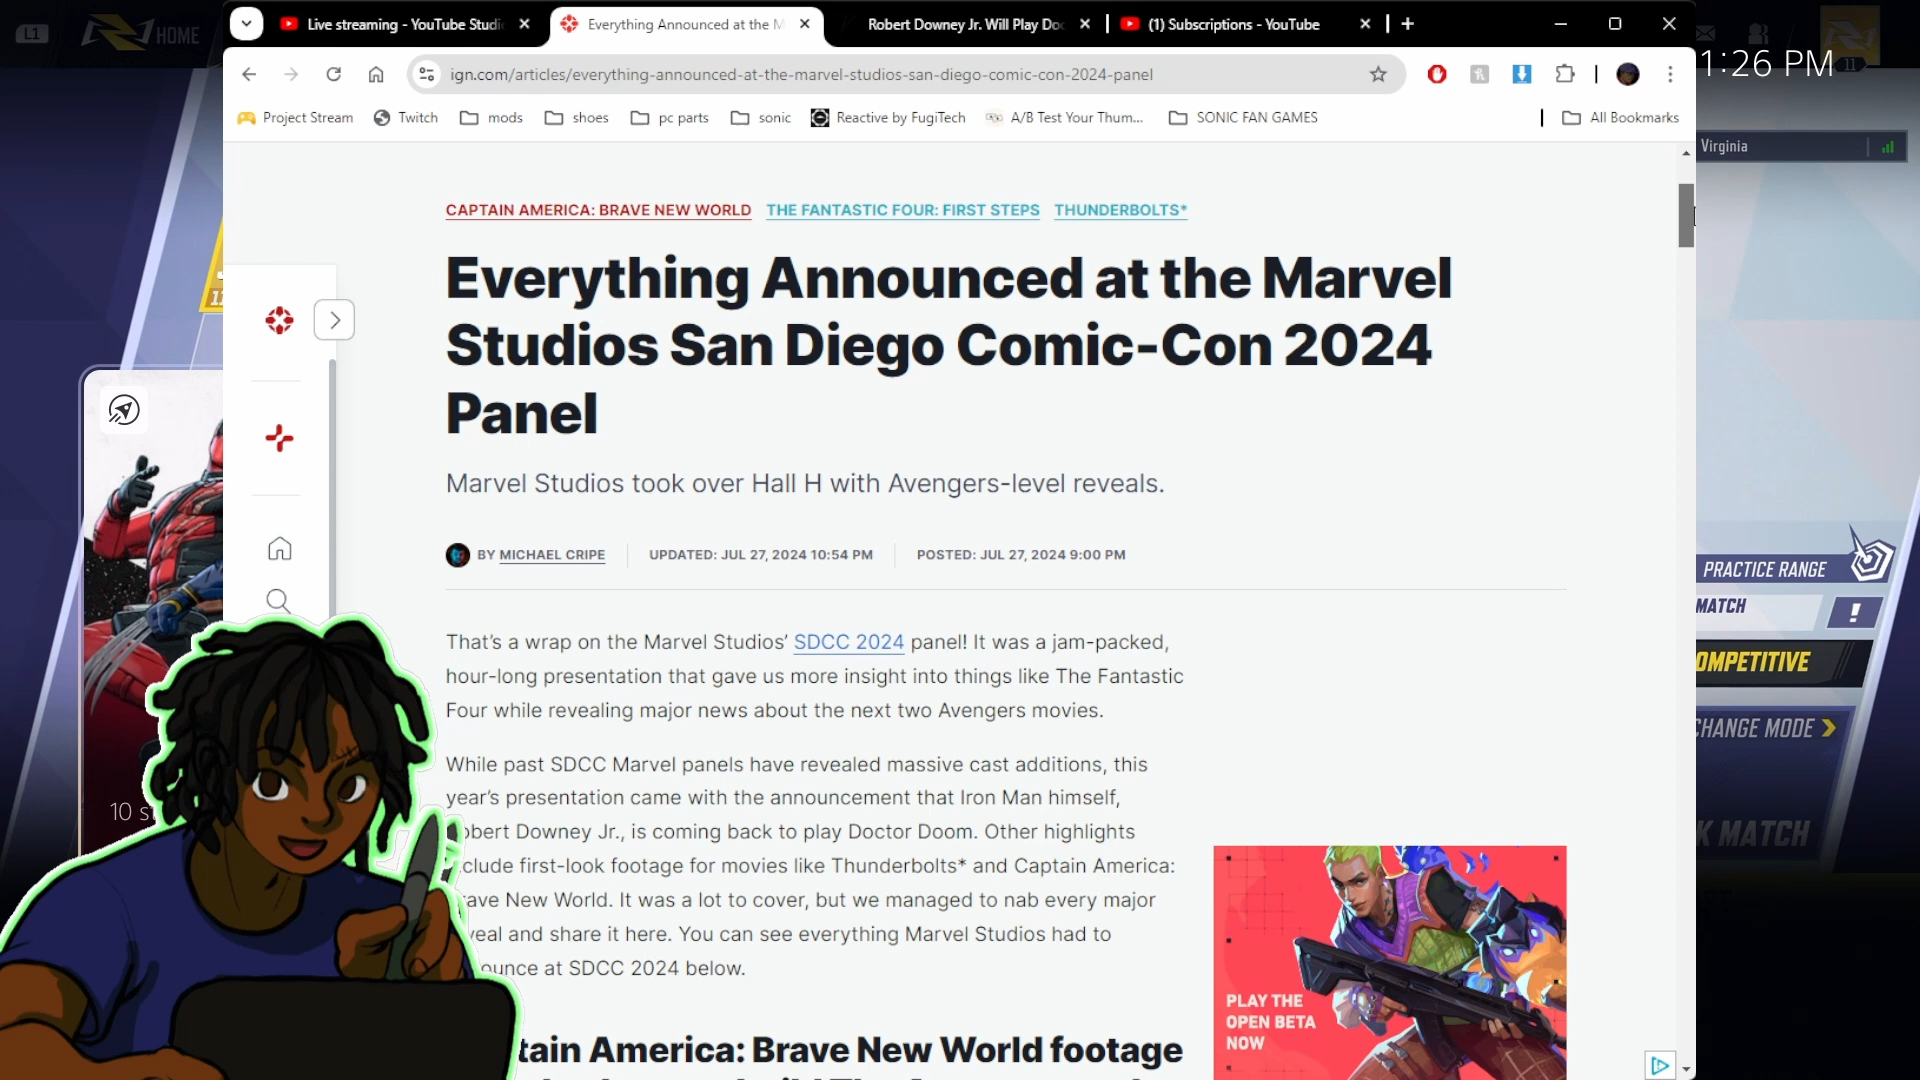 L1 HOME
Live streaming - YouTube Studi
Everything Announced at the M
Robert Downey Jr. Will Play Do
(1) Subscriptions - YouTube
ign.com/articles/everything-announced-at-the-marvel-studios-san-diego-comic-con-2024-panel
11
1:26 PM
Project Stream
Twitch
mods
shoes
pc parts
sonic
Reactive by FugiTech
A/B Test Your Thum...
SONIC FAN GAMES
All Bookmarks
Virginia
CAPTAIN AMERICA: BRAVE NEW WORLD THE FANTASTIC FOUR: FIRST STEPS THUNDERBOLTS*
Everything Announced at the Marvel
Studios San Diego Comic-Con 2024
Panel
Marvel Studios took over Hall H with Avengers-level reveals.
BY MICHAEL CRIPE UPDATED: JUL 27, 2024 10:54 PM POSTED: JUL 27, 2024 9:00 PM
PRACTICE RANGE
MATCH
OMPETITIVE
CHANGE MODE
K MATCH
That's a wrap on the Marvel Studios' SDCC 2024 panel! It was a jam-packed,
hour-long presentation that gave us more insight into things like The Fantastic
Four while revealing major news about the next two Avengers movies.
While past SDCC Marvel panels have revealed massive cast additions, this
year's presentation came with the announcement that Iron Man himself,
obert Downey Jr., is coming back to play Doctor Doom. Other highlights
clude first-look footage for movies like Thunderbolts* and Captain America:
rave New World. It was a lot to cover, but we managed to nab every major
veal and share it here. You can see everything Marvel Studios had to
ounce at SDCC 2024 below.
10 s
tain America: Brave New World footage
PLAY THE
OPEN BETA
NOW